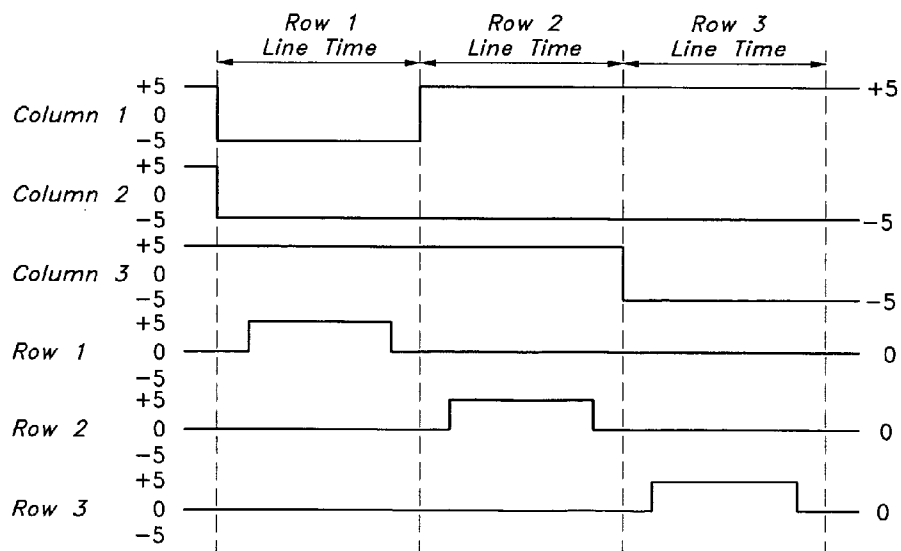 Row 1 Row 2 Row 3
Line Time Line Time Line Time
+5 +5
Column 1 0
−5
+5
Column 2 0
−5 −5
+5
Column 3 0
−5 −5
+5
Row 1 0 0
−5
+5
Row 2 0 0
−5
+5
Row 3 0 0
−5